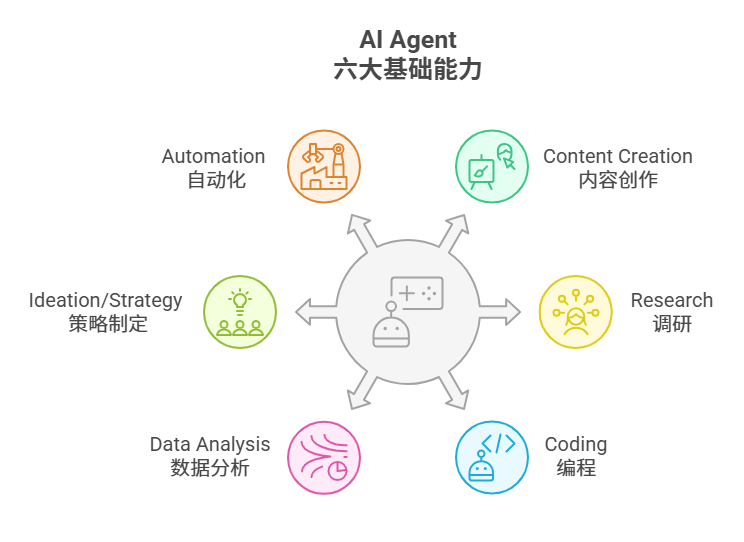 AI Agent
六大基础能力
Automation
自动化
Content Creation
内容创作
Ideation/Strategy
策略制定
Research
调研
Data Analysis
数据分析
Coding
编程